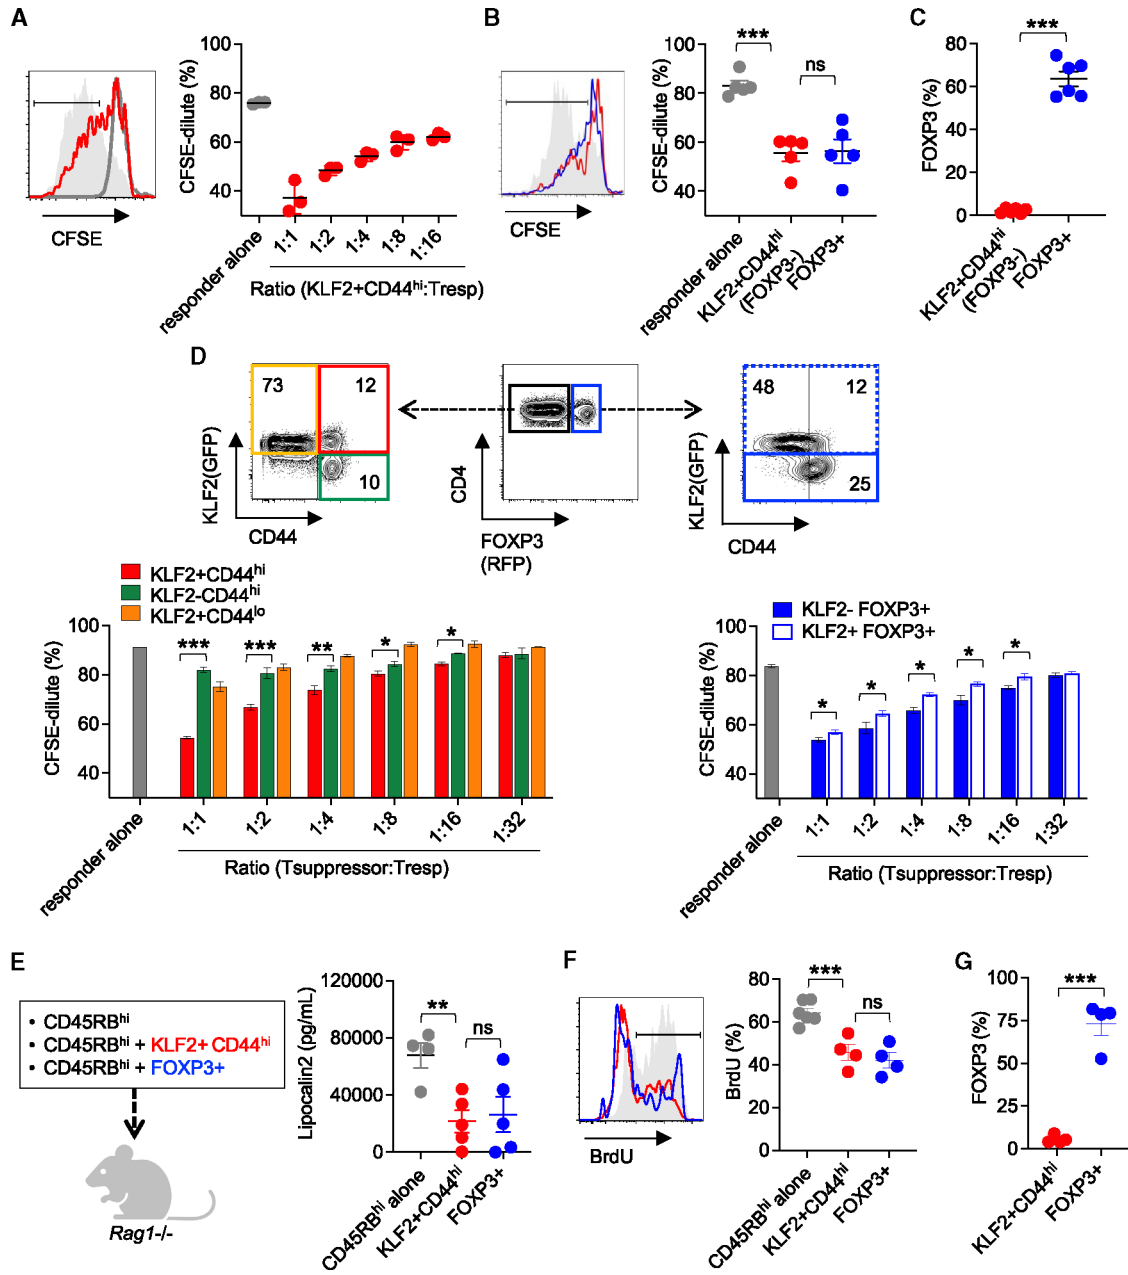 A
CFSE
CFSE-dilute (%)
100
80
60
40
responder alone
1:1
1:2
1:4
1:8
1:16
Ratio (KLF2+CD44hi:Tresp)
B
CFSE
CFSE-dilute (%)
100
80
60
40
***
ns
responder alone
KLF2+CD44hi
(FOXP3-)
FOXP3+
C
FOXP3 (%)
80
60
40
20
0
***
KLF2+CD44hi
(FOXP3-)
FOXP3+
D
73
12
10
KLF2(GFP)
CD44
CD4
FOXP3
(RFP)
48
12
25
KLF2(GFP)
CD44
KLF2+CD44hi
KLF2-CD44hi
KLF2+CD44lo
CFSE-dilute (%)
100
80
60
40
***
***
**
*
*
responder alone
1:1
1:2
1:4
1:8
1:16
1:32
Ratio (Tsuppressor:Tresp)
KLF2- FOXP3+
KLF2+ FOXP3+
CFSE-dilute (%)
100
80
60
40
*
*
*
*
*
responder alone
1:1
1:2
1:4
1:8
1:16
1:32
Ratio (Tsuppressor:Tresp)
E
• CD45RBhi
• CD45RBhi + KLF2+CD44hi
• CD45RBhi + FOXP3+
Rag1-/-
Lipocalin2 (pg/mL)
120000
80000
40000
0
**
ns
CD45RBhi alone
KLF2+CD44hi
FOXP3+
F
BrdU
BrdU (%)
80
60
40
20
0
***
ns
CD45RBhi alone
KLF2+CD44hi
FOXP3+
G
FOXP3 (%)
100
75
50
25
0
***
KLF2+CD44hi
FOXP3+